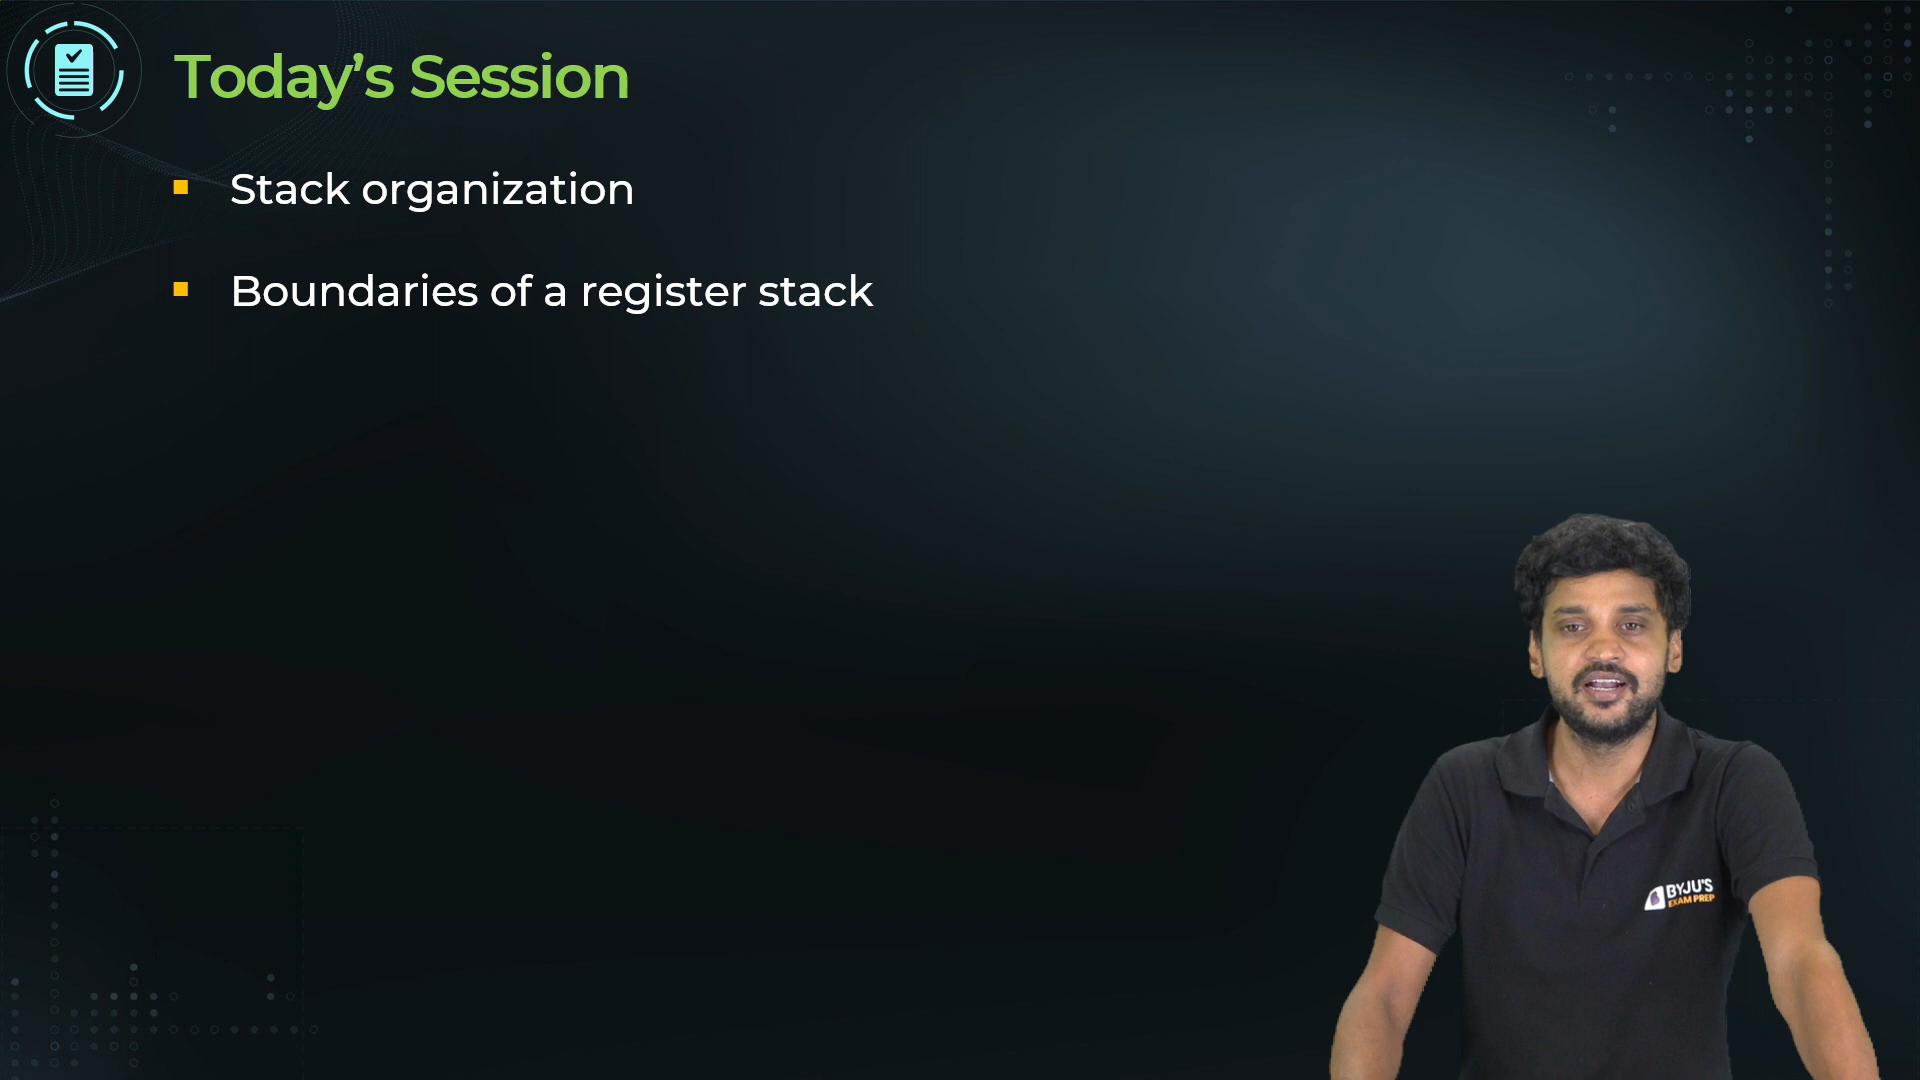 Today’s Session
Stack organization
Boundaries of a register stack
BYJU'S
EXAM PREP